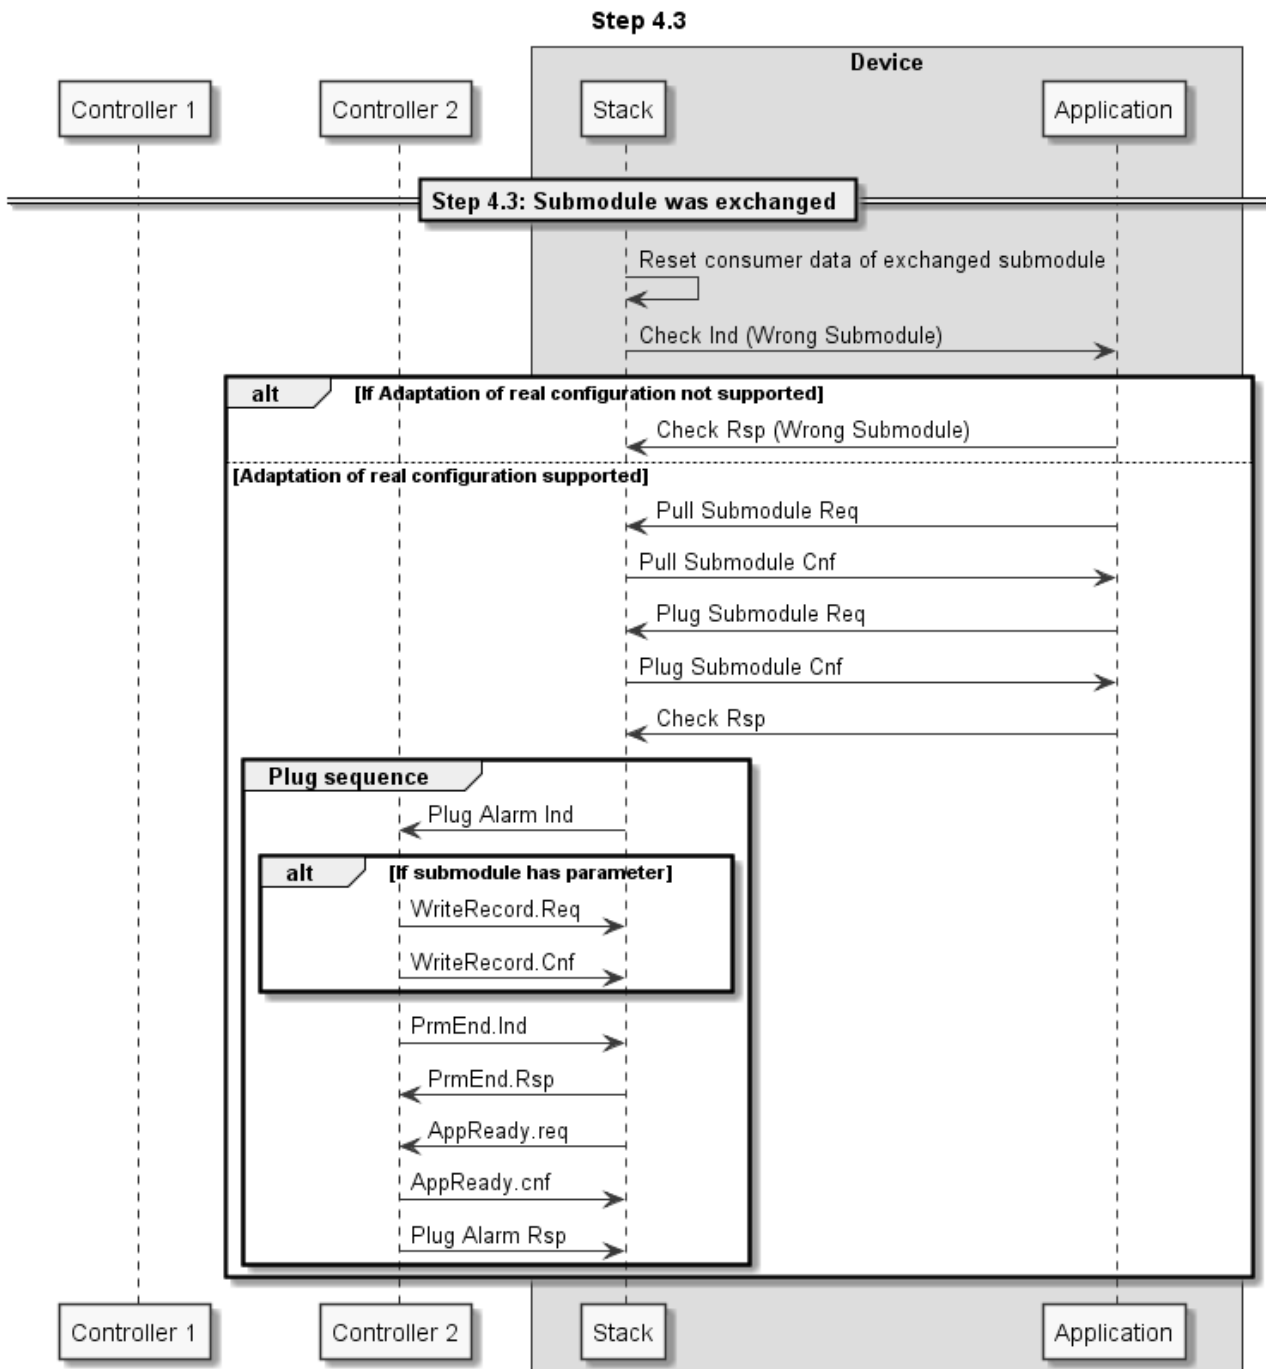 Step 4.3
Device
Controller 1
Controller 2
Stack
Application
Step 4.3: Submodule was exchanged
Reset consumer data of exchanged submodule
Check Ind (Wrong Submodule)
alt
[If Adaptation of real configuration not supported]
Check Rsp (Wrong Submodule)
[Adaptation of real configuration supported]
Pull Submodule Req
Pull Submodule Cnf
Plug Submodule Req
Plug Submodule Cnf
Check Rsp
Plug sequence
Plug Alarm Ind
alt
[If submodule has parameter]
WriteRecord.Req
WriteRecord.Cnf
PrmEnd.Ind
PrmEnd.Rsp
AppReady.req
AppReady.cnf
Plug Alarm Rsp
Controller 1
Controller 2
Stack
Application